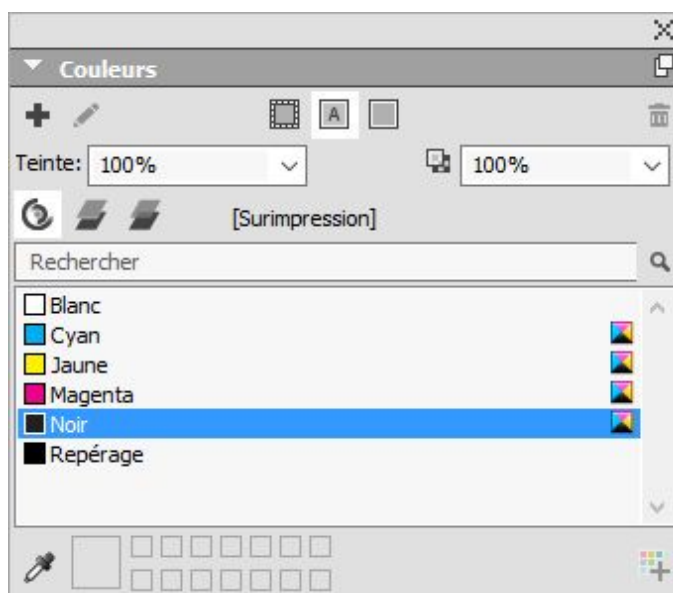 Couleurs
A
Teinte: 100% 100%
[Surimpression]
Rechercher
Blanc
Cyan
Jaune
Magenta
Noir
Repérage